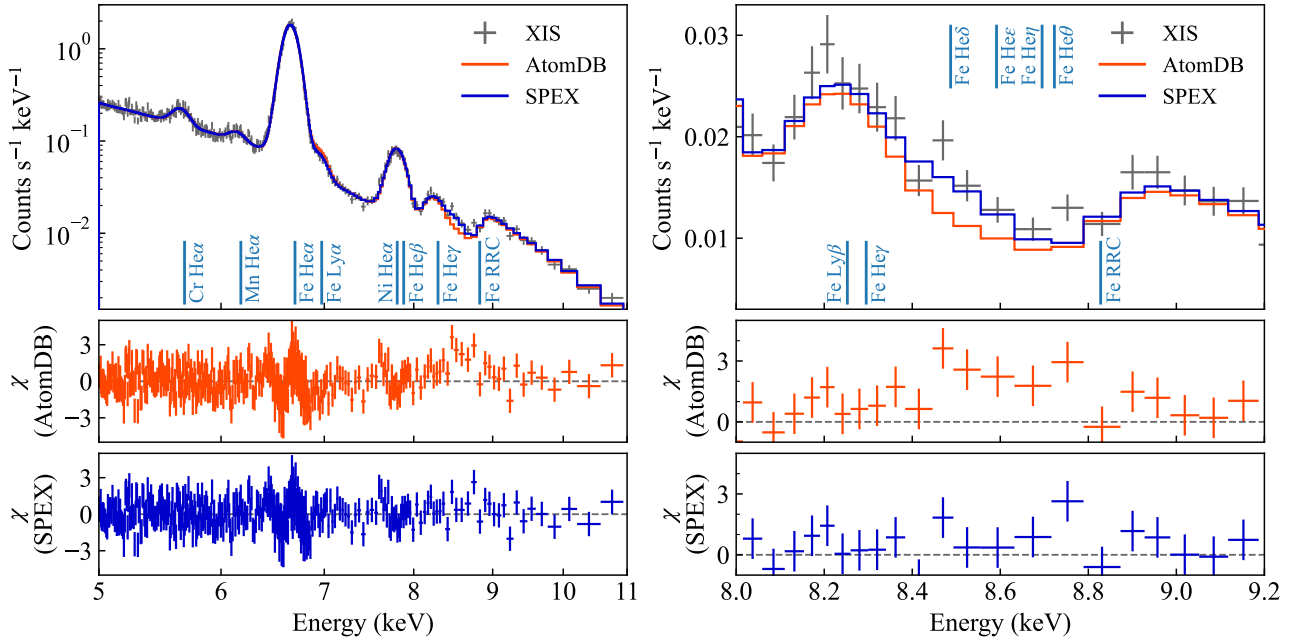 10⁰
10⁻¹
10⁻²
Counts s⁻¹ keV⁻¹
XIS
AtomDB
SPEX
Cr Heα
Mn Heα
Fe Heα
Fe Lyα
Ni Heα
Fe Heβ
Fe Heγ
Fe RRC
3
0
−3
χ
(AtomDB)
3
0
−3
χ
(SPEX)
5
6
7
8
9
10
11
Energy (keV)
0.03
0.02
0.01
Counts s⁻¹ keV⁻¹
Fe Heδ
Fe Heε
Fe Heη
Fe Heθ
XIS
AtomDB
SPEX
Fe Lyβ
Fe Heγ
Fe RRC
3
0
χ
(AtomDB)
3
0
χ
(SPEX)
8.0
8.2
8.4
8.6
8.8
9.0
9.2
Energy (keV)